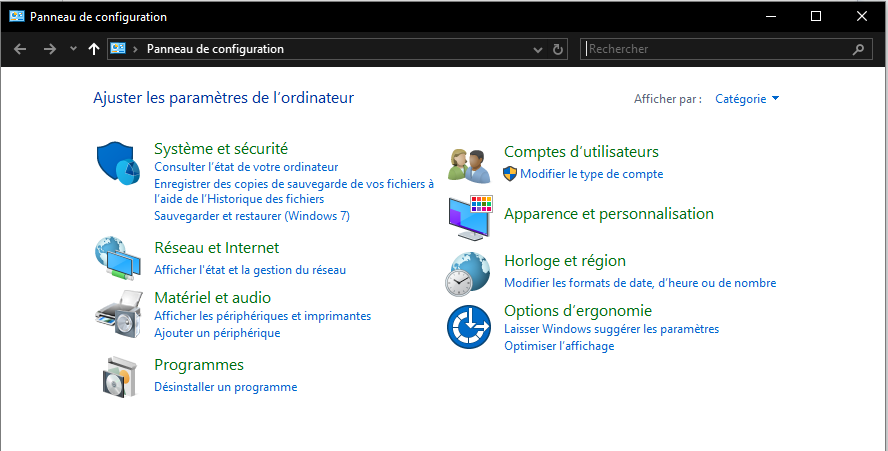 Panneau de configuration
Panneau de configuration
Rechercher
Ajuster les paramètres de l'ordinateur
Afficher par :
Catégorie
Système et sécurité
Consulter l'état de votre ordinateur
Enregistrer des copies de sauvegarde de vos fichiers à
l'aide de l'Historique des fichiers
Sauvegarder et restaurer (Windows 7)
Réseau et Internet
Afficher l'état et la gestion du réseau
Matériel et audio
Afficher les périphériques et imprimantes
Ajouter un périphérique
Programmes
Désinstaller un programme
Comptes d'utilisateurs
Modifier le type de compte
Apparence et personnalisation
Horloge et région
Modifier les formats de date, d'heure ou de nombre
Options d'ergonomie
Laisser Windows suggérer les paramètres
Optimiser l'affichage